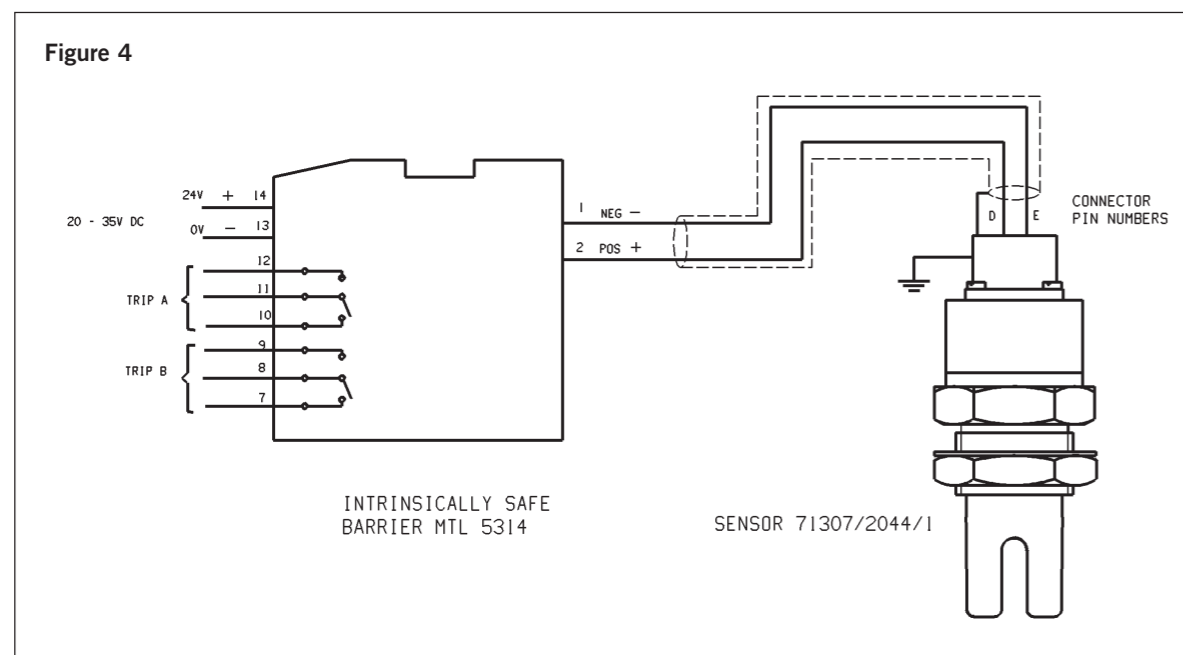 Figure 4
24V + 14
20 - 35V DC
0V - 13
12
11
TRIP A
10
9
8
TRIP B
7
1 NEG -
2 POS +
D E
CONNECTOR
PIN NUMBERS
INTRINSICALLY SAFE
BARRIER MTL 5314
SENSOR 71307/2044/1